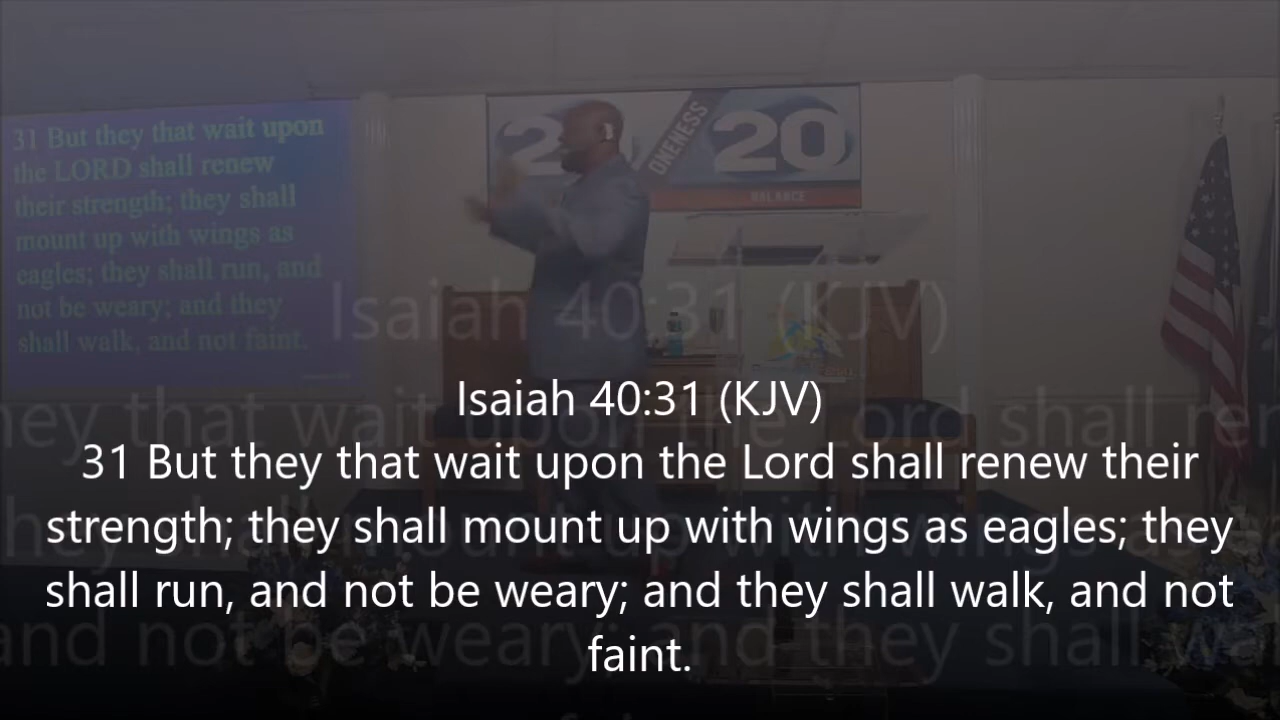 31 But they that wait upon
the LORD shall renew
their strength; they shall
mount up with wings as
eagles; they shall run, and
not be weary; and they
shall walk, and not faint.
20
ONENESS
20
BALANCE
Isaiah 40:31 (KJV)
Isaiah 40:31 (KJV)
31 But they that wait upon the Lord shall renew their
strength; they shall mount up with wings as eagles; they
shall run, and not be weary; and they shall walk, and not
faint.